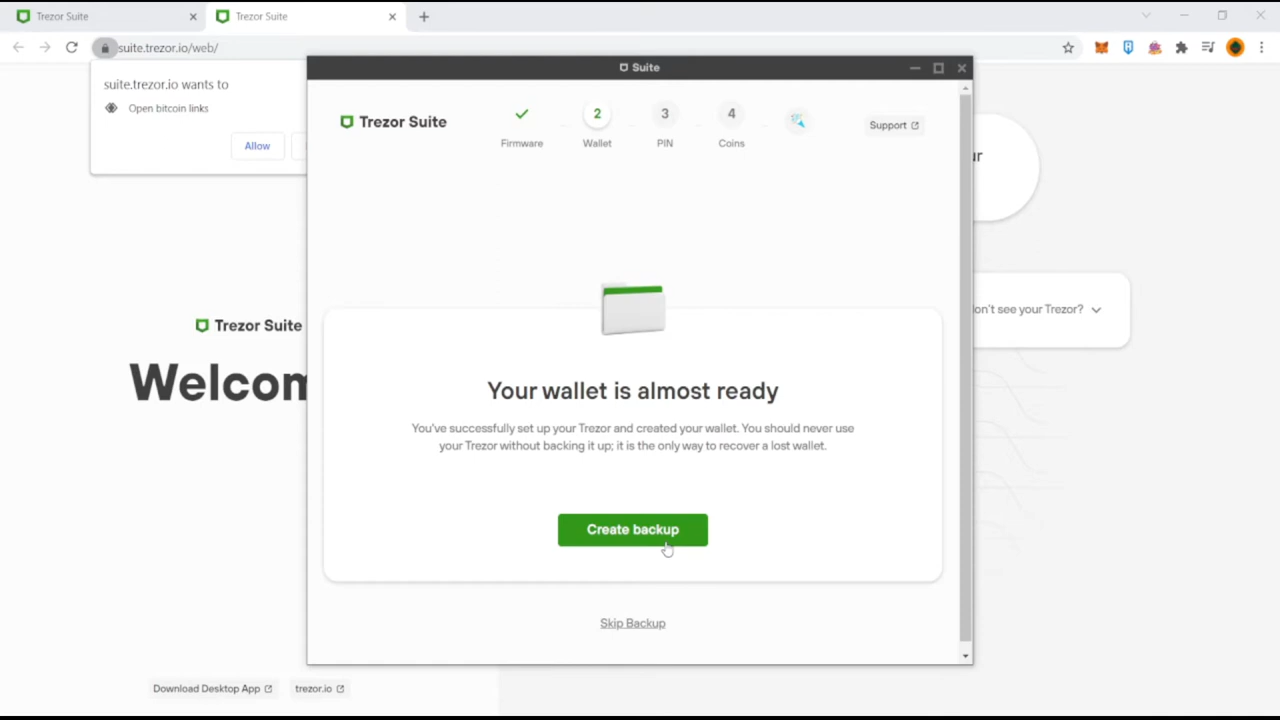 Trezor Suite
Trezor Suite
suite.trezor.io/web/
suite.trezor.io wants to
Open bitcoin links
Allow
Suite
Trezor Suite
2
3
4
Firmware
Wallet
PIN
Coins
Support
ur
on't see your Trezor?
Trezor Suite
Welcom
Your wallet is almost ready
You've successfully set up your Trezor and created your wallet. You should never use
your Trezor without backing it up; it is the only way to recover a lost wallet.
Create backup
Skip Backup
Download Desktop App
trezor.io